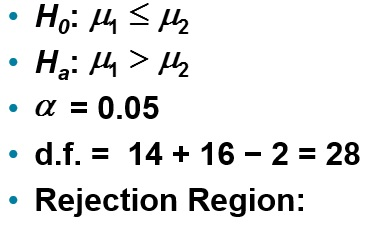 • H₀: μ₁ ≤ μ₂
• Hₐ: μ₁ > μ₂
• α = 0.05
• d.f. = 14 + 16 − 2 = 28
• Rejection Region: